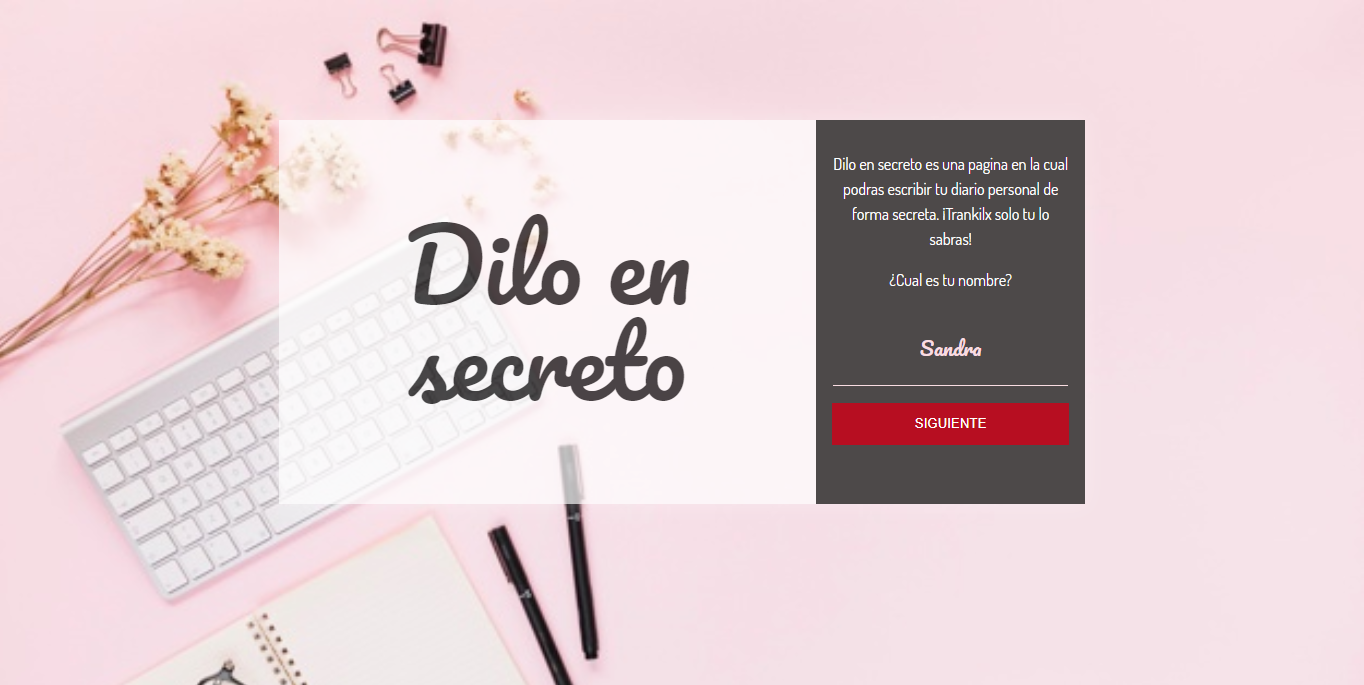 Dilo en
secreto
Dilo en secreto es una pagina en la cual
podras escribir tu diario personal de
forma secreta. ¡Trankilx solo tu lo
sabras!
¿Cual es tu nombre?
Sandra
SIGUIENTE